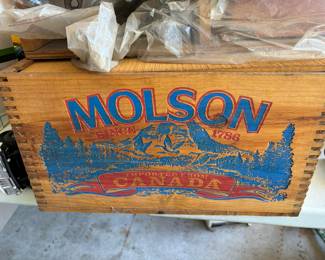 MOLSON
SINCE 1786
IMPORTED FROM
CANADA